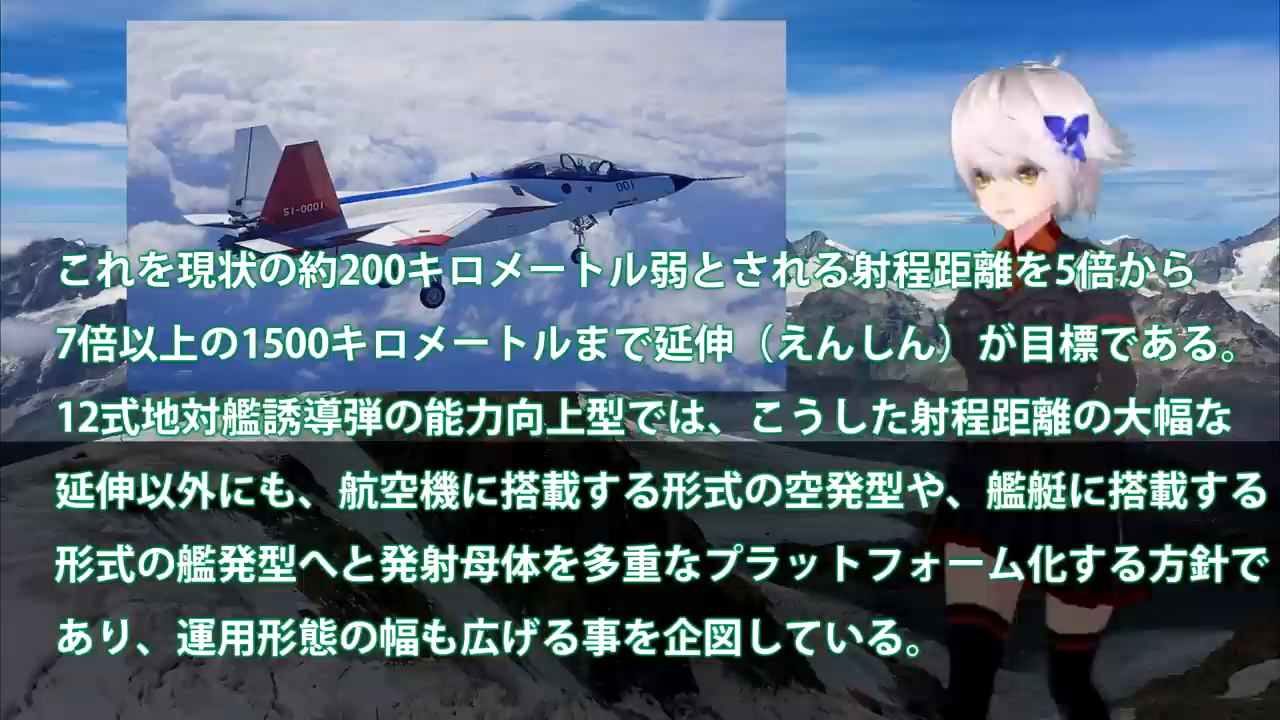 001
51-0001
これを現状の約200キロメートル弱とされる射程距離を5倍から
7倍以上の1500キロメートルまで延伸（えんしん）が目標である。
12式地対艦誘導弾の能力向上型では、こうした射程距離の大幅な
延伸以外にも、航空機に搭載する形式の空発型や、艦艇に搭載する
形式の艦発型へと発射母体を多重なプラットフォーム化する方針で
あり、運用形態の幅も広げる事を企図している。